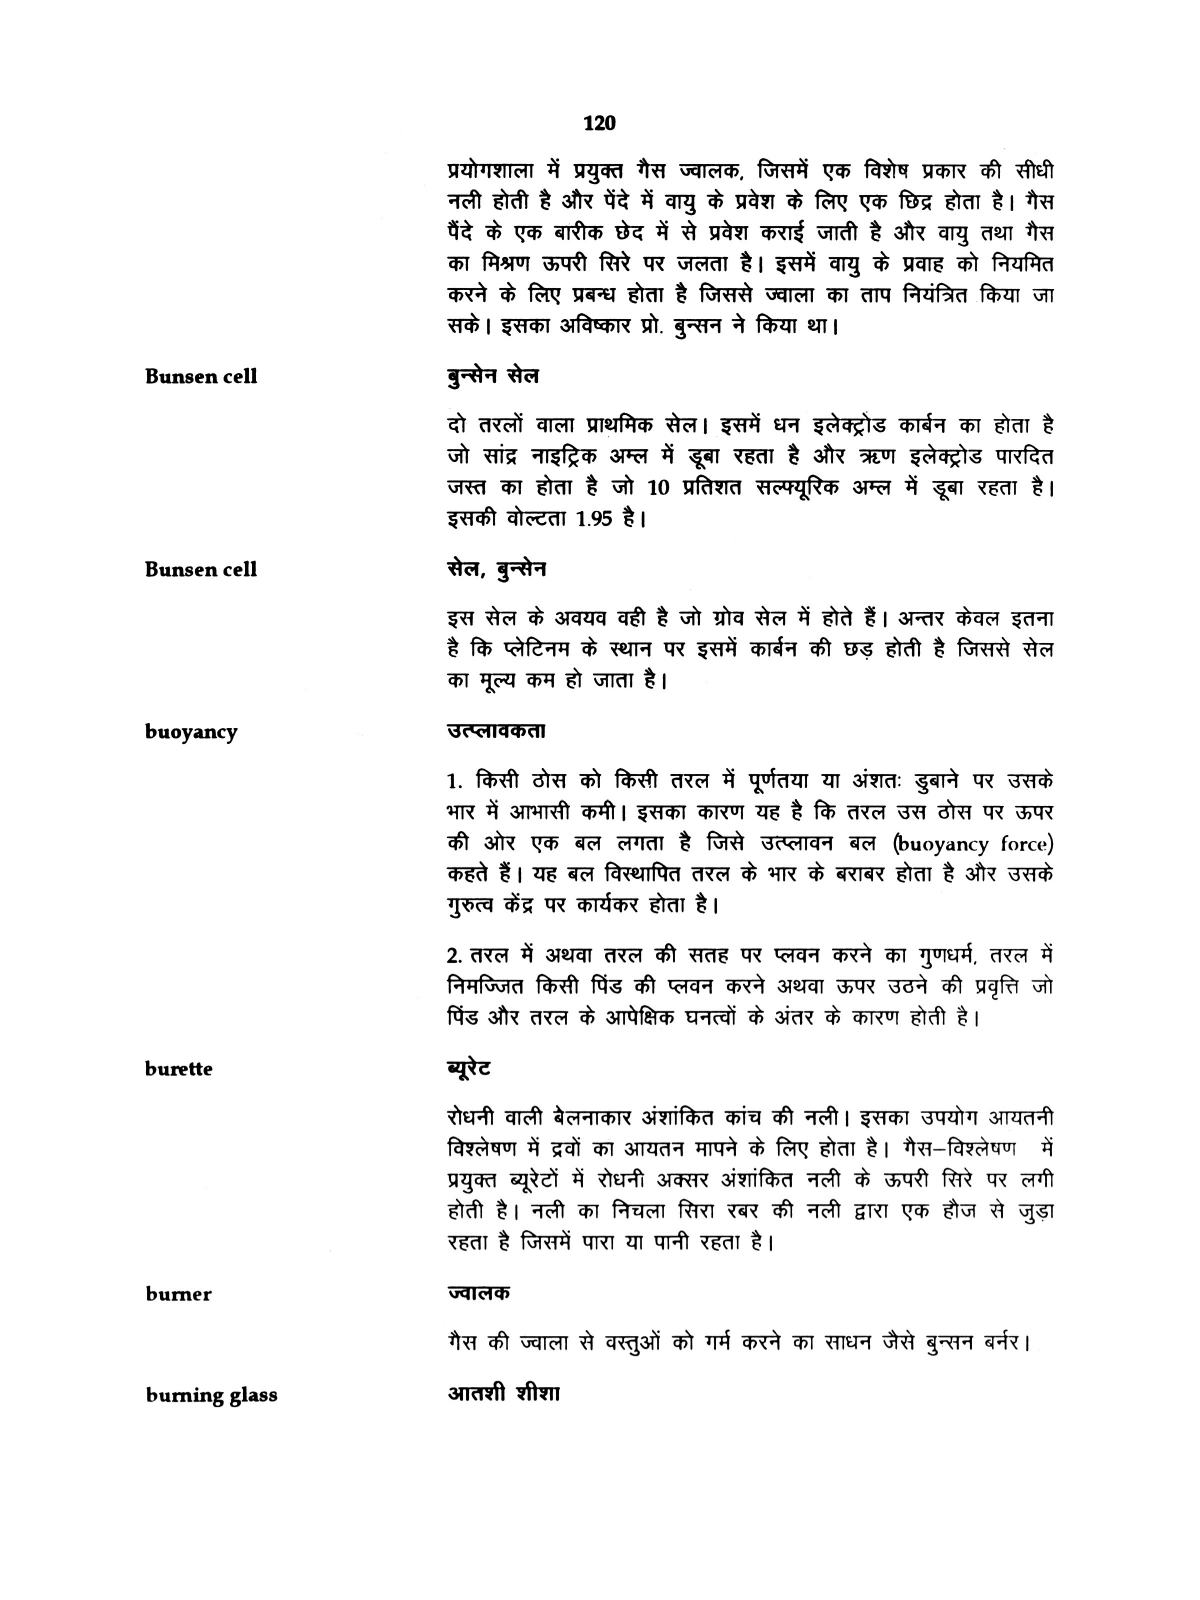 120
प्रयोगशाला में प्रयुक्त गैस ज्वालक, जिसमें एक विशेष प्रकार की सीधी
नली होती है और पेंदे में वायु के प्रवेश के लिए एक छिद्र होता है। गैस
पैंदे के एक बारीक छेद में से प्रवेश कराई जाती है और वायु तथा गैस
का मिश्रण ऊपरी सिरे पर जलता है। इसमें वायु के प्रवाह को नियमित
करने के लिए प्रबन्ध होता है जिससे ज्वाला का ताप नियंत्रित किया जा
सके। इसका अविष्कार प्रो. बुन्सन ने किया था।
Bunsen cell बुन्सेन सेल
दो तरलों वाला प्राथमिक सेल। इसमें धन इलेक्ट्रोड कार्बन का होता है
जो सांद्र नाइट्रिक अम्ल में डूबा रहता है और ऋण इलेक्ट्रोड पारदित
जस्त का होता है जो 10 प्रतिशत सल्फ्यूरिक अम्ल में डूबा रहता है।
इसकी वोल्टता 1.95 है।
Bunsen cell सेल, बुन्सेन
इस सेल के अवयव वही है जो ग्रोव सेल में होते हैं। अन्तर केवल इतना
है कि प्लेटिनम के स्थान पर इसमें कार्बन की छड़ होती है जिससे सेल
का मूल्य कम हो जाता है।
buoyancy उत्प्लावकता
1. किसी ठोस को किसी तरल में पूर्णतया या अंशतः डुबाने पर उसके
भार में आभासी कमी। इसका कारण यह है कि तरल उस ठोस पर ऊपर
की ओर एक बल लगता है जिसे उत्प्लावन बल (buoyancy force)
कहते हैं। यह बल विस्थापित तरल के भार के बराबर होता है और उसके
गुरुत्व केंद्र पर कार्यकर होता है।
2. तरल में अथवा तरल की सतह पर प्लवन करने का गुणधर्म, तरल में
निमज्जित किसी पिंड की प्लवन करने अथवा ऊपर उठने की प्रवृत्ति जो
पिंड और तरल के आपेक्षिक घनत्वों के अंतर के कारण होती है।
burette ब्यूरेट
रोधनी वाली बेलनाकार अंशांकित कांच की नली। इसका उपयोग आयतनी
विश्लेषण में द्रवों का आयतन मापने के लिए होता है। गैस–विश्लेषण में
प्रयुक्त ब्यूरेटों में रोधनी अक्सर अंशांकित नली के ऊपरी सिरे पर लगी
होती है। नली का निचला सिरा रबर की नली द्वारा एक हौज से जुड़ा
रहता है जिसमें पारा या पानी रहता है।
burner ज्वालक
गैस की ज्वाला से वस्तुओं को गर्म करने का साधन जैसे बुन्सन बर्नर।
burning glass आतशी शीशा